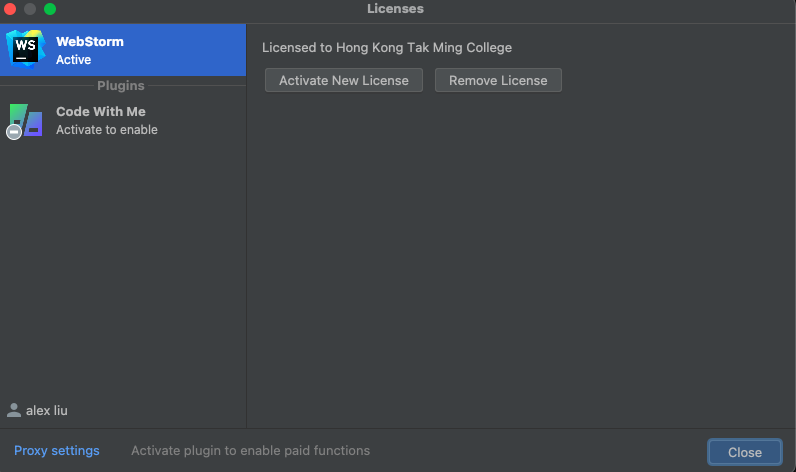 Licenses
WS
WebStorm
Active
Plugins
Code With Me
Activate to enable
Licensed to Hong Kong Tak Ming College
Activate New License
Remove License
alex liu
Proxy settings
Activate plugin to enable paid functions
Close